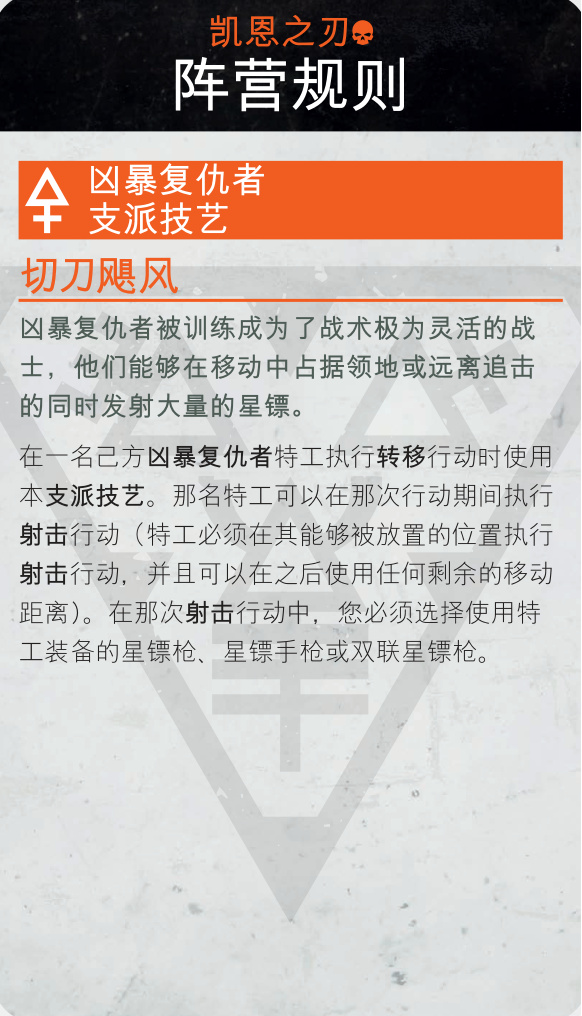 凯恩之刃
阵营规则
凶暴复仇者
支派技艺
切刀飓风
凶暴复仇者被训练成为了战术极为灵活的战
士，他们能够在移动中占据领地或远离追击
的同时发射大量的星镖。
在一名己方凶暴复仇者特工执行转移行动时使用
本支派技艺。那名特工可以在那次行动期间执行
射击行动（特工必须在其能够被放置的位置执行
射击行动，并且可以在之后使用任何剩余的移动
距离）。在那次射击行动中，您必须选择使用特
工装备的星镖枪、星镖手枪或双联星镖枪。